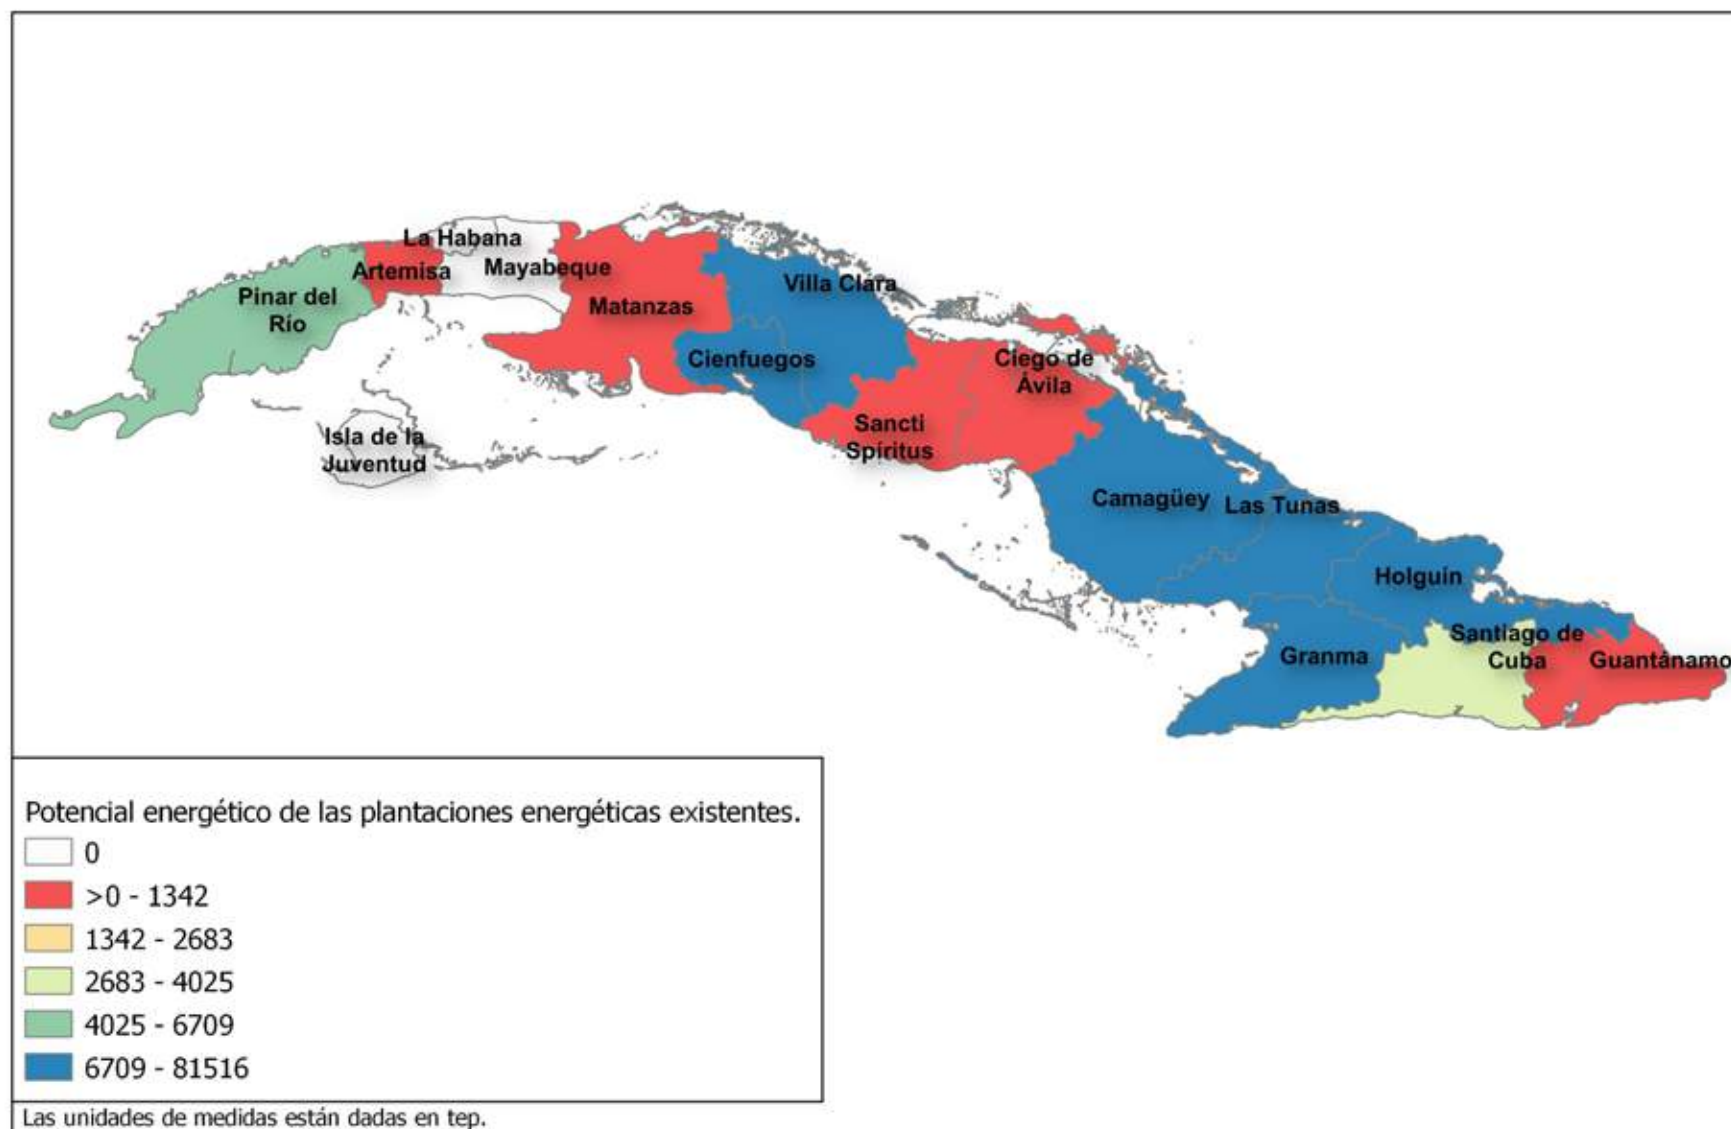 La Habana
Artemisa
Mayabeque
Pinar del
Río
Matanzas
Villa Clara
Cienfuegos
Ciego de
Ávila
Isla de la
Juventud
Sancti
Spíritus
Camagüey
Las Tunas
Holguín
Santiago de
Cuba
Granma
Guantánamo
Potencial energético de las plantaciones energéticas existentes.
0
>0 - 1342
1342 - 2683
2683 - 4025
4025 - 6709
6709 - 81516
Las unidades de medidas están dadas en tep.